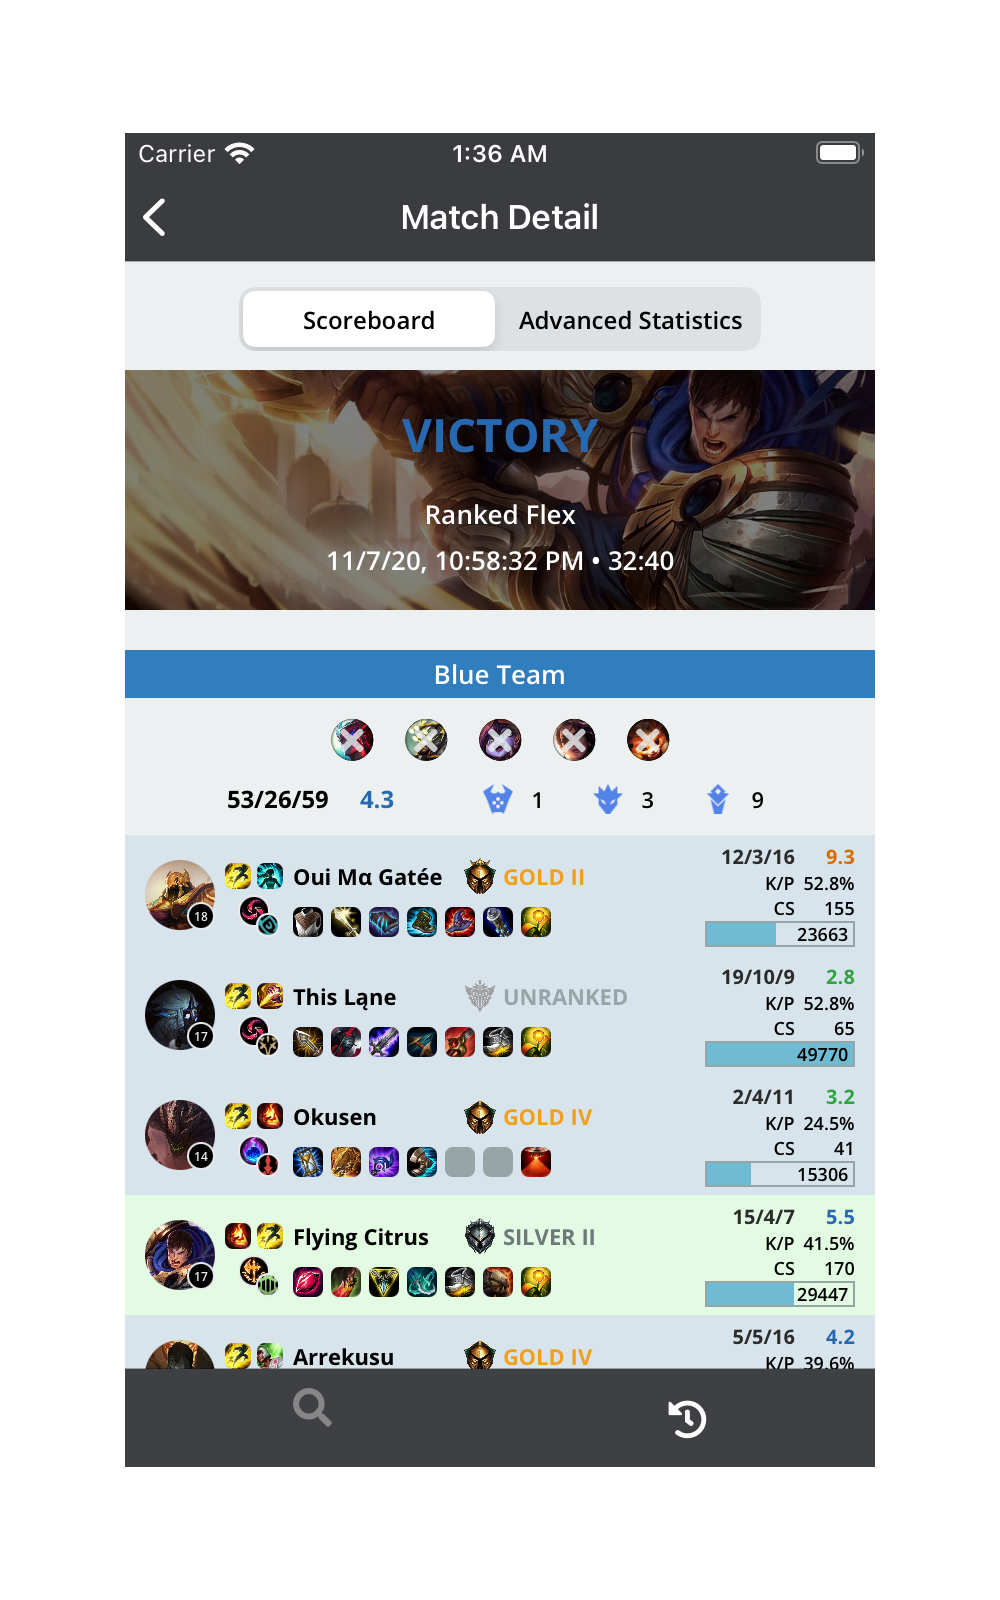 Carrier 1:36 AM
Match Detail
Scoreboard Advanced Statistics
VICTORY
Ranked Flex
11/7/20, 10:58:32 PM • 32:40
Blue Team
53/26/59 4.3 1 3 9
12/3/16 9.3
Oui Mα Gatée GOLD II
K/P 52.8%
18
CS 155
23663
19/10/9 2.8
This Ląne UNRANKED
K/P 52.8%
17
CS 65
49770
2/4/11 3.2
Okusen GOLD IV
K/P 24.5%
14
CS 41
15306
15/4/7 5.5
Flying Citrus SILVER II
K/P 41.5%
17
CS 170
29447
5/5/16 4.2
Arrekusu GOLD IV
K/P 39.6%